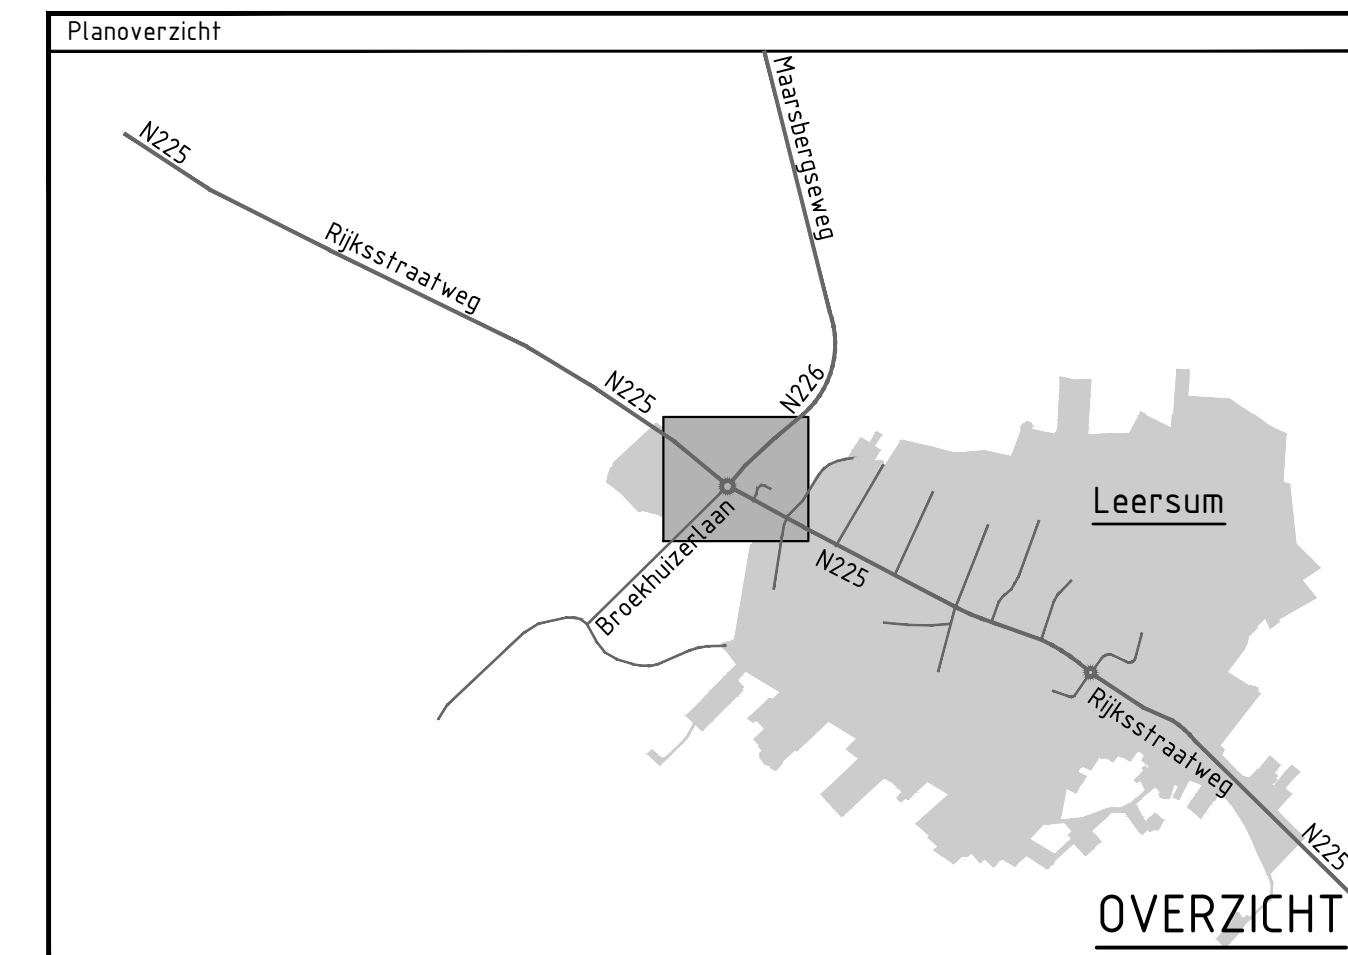 Planoverzicht
Maarsbergseweg
N225
Rijksstraatweg
N225
N226
Leersum
Broekhuizerlaan
N225
Rijksstraatweg
N225
OVERZICHT